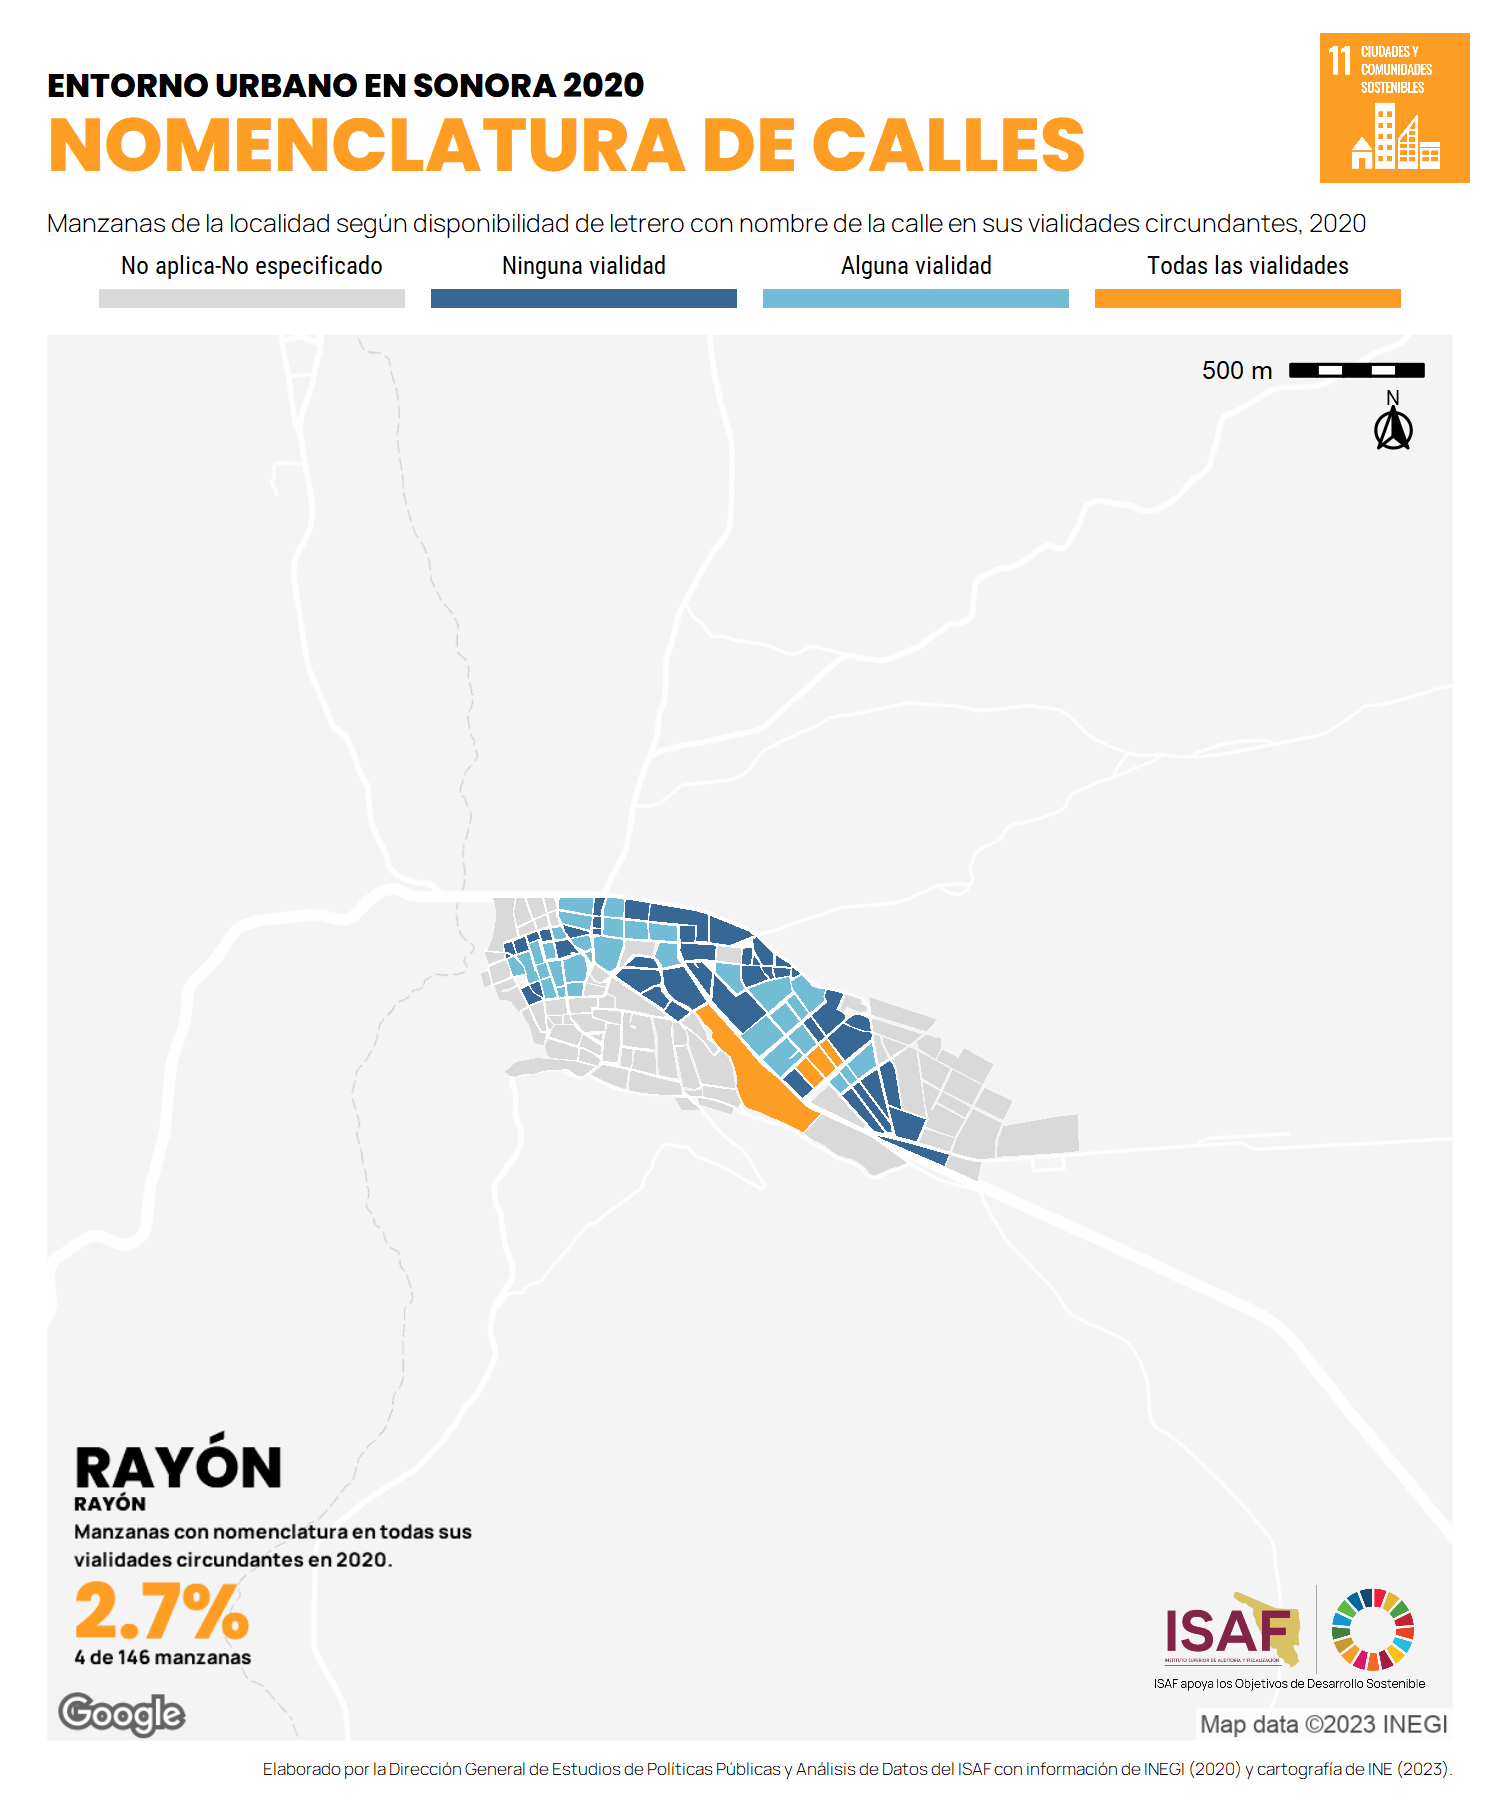 ENTORNO URBANO EN SONORA 2020
NOMENCLATURA DE CALLES
11 CIUDADES Y
COMUNIDADES
SOSTENIBLES
Manzanas de la localidad según disponibilidad de letrero con nombre de la calle en sus vialidades circundantes, 2020
No aplica-No especificado
Ninguna vialidad
Alguna vialidad
Todas las vialidades
500 m
N
RAYÓN
RAYÓN
Manzanas con nomenclatura en todas sus
vialidades circundantes en 2020.
2.7%
4 de 146 manzanas
Google
ISAF
INSTITUTO SUPERIOR DE AUDITORÍA Y FISCALIZACIÓN
ISAF apoya los Objetivos de Desarrollo Sostenible
Map data ©2023 INEGI
Elaborado por la Dirección General de Estudios de Políticas Públicas y Análisis de Datos del ISAF con información de INEGI (2020) y cartografía de INE (2023).